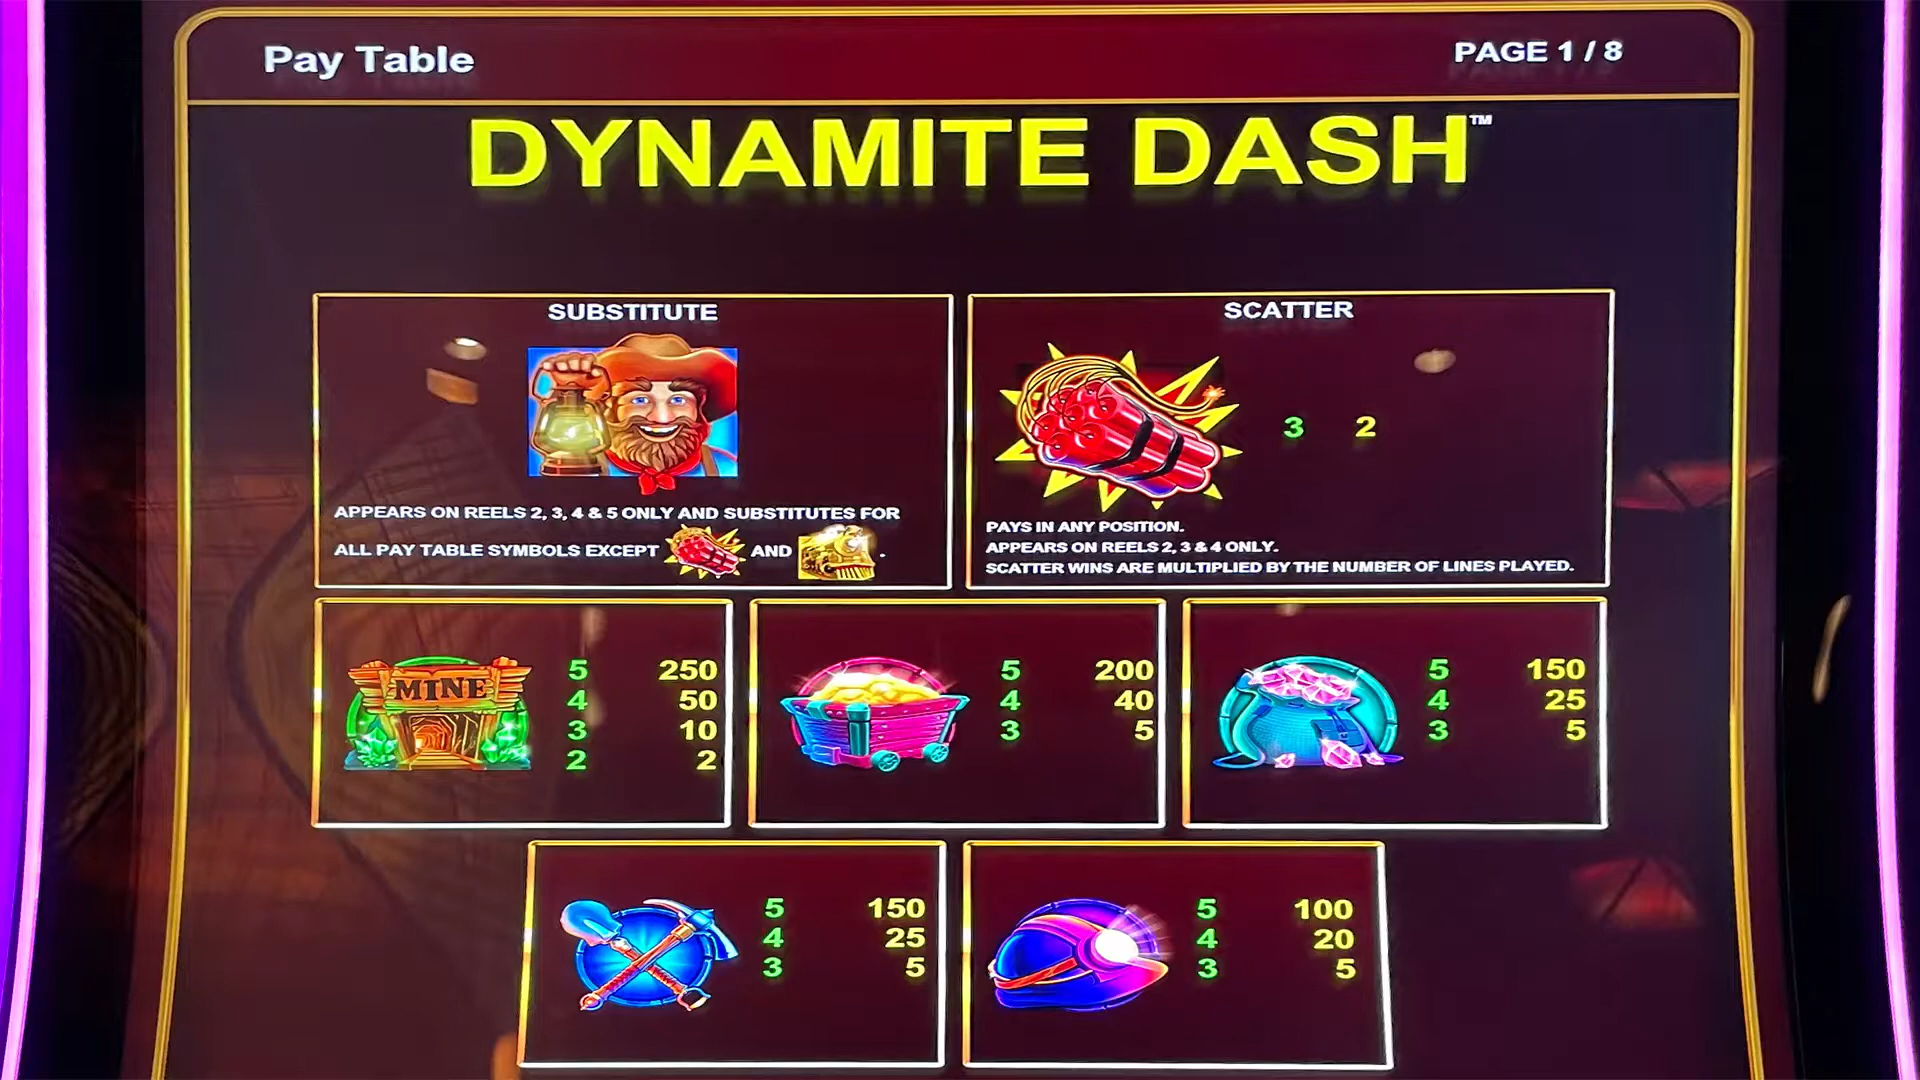 Pay Table
PAGE 1 / 8
DYNAMITE DASH™
SUBSTITUTE
APPEARS ON REELS 2, 3, 4 & 5 ONLY AND SUBSTITUTES FOR
ALL PAY TABLE SYMBOLS EXCEPT AND .
SCATTER
3 2
PAYS IN ANY POSITION.
APPEARS ON REELS 2, 3 & 4 ONLY.
SCATTER WINS ARE MULTIPLIED BY THE NUMBER OF LINES PLAYED.
MINE
5 250
4 50
3 10
2 2
5 200
4 40
3 5
5 150
4 25
3 5
5 150
4 25
3 5
5 100
4 20
3 5